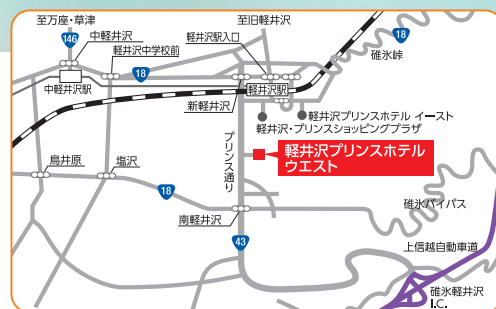 至万座・草津
至旧軽井沢
146
中軽井沢
軽井沢中学校前
軽井沢駅入口
18
碓氷峠
18
中軽井沢駅
軽井沢駅
新軽井沢
軽井沢プリンスホテル イースト
軽井沢・プリンスショッピングプラザ
プリンス通り
軽井沢プリンスホテル
ウエスト
鳥井原
塩沢
18
碓氷バイパス
南軽井沢
43
上信越自動車道
碓氷軽井沢
I.C.